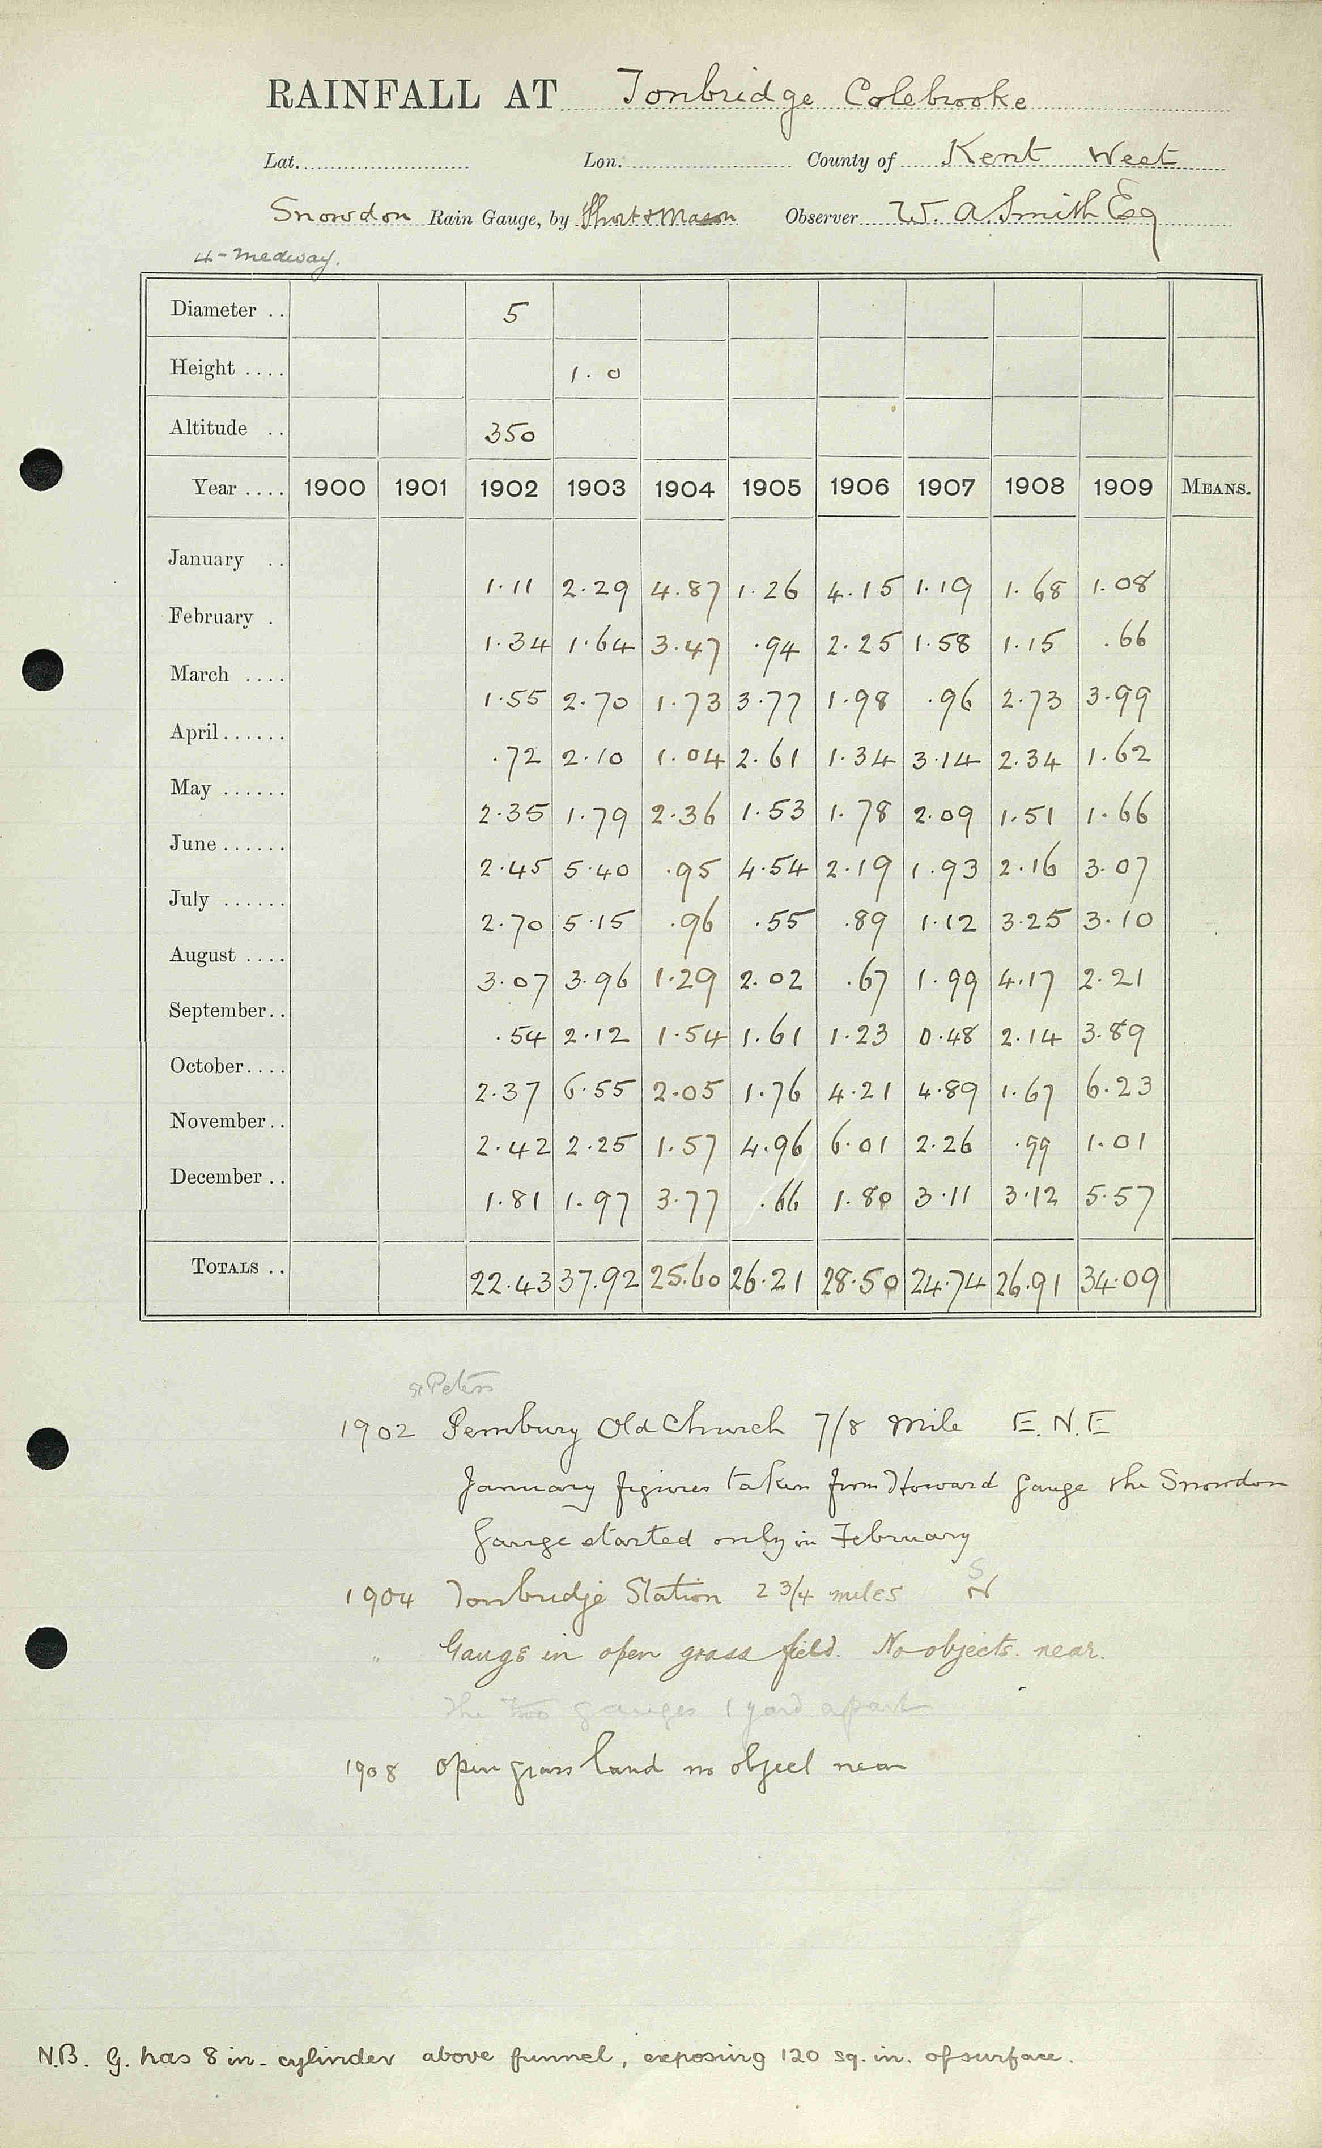 RAINFALL AT Tonbridge Colebrooke
Lat. Lon. County of Kent West
Snowdon Rain Gauge, by Short & Mason Observer W. A Smith Esq
4 - Medway.
Diameter .. 5
Height .... 1. 0
Altitude .. 350
Year .... 1900 1901 1902 1903 1904 1905 1906 1907 1908 1909 MEANS.
January .. 1.11 2.29 4.87 1.26 4.15 1.19 1.68 1.08
February . 1.34 1.64 3.47 .94 2.25 1.58 1.15 .66
March .... 1.55 2.70 1.73 3.77 1.98 .96 2.73 3.99
April...... .72 2.10 1.04 2.61 1.34 3.14 2.34 1.62
May ...... 2.35 1.79 2.36 1.53 1.78 2.09 1.51 1.66
June...... 2.45 5.40 .95 4.54 2.19 1.93 2.16 3.07
July ...... 2.70 5.15 .96 .55 .89 1.12 3.25 3.10
August .... 3.07 3.96 1.29 2.02 .67 1.99 4.17 2.21
September.. .54 2.12 1.54 1.61 1.23 0.48 2.14 3.89
October.... 2.37 6.55 2.05 1.76 4.21 4.89 1.67 6.23
November.. 2.42 2.25 1.57 4.96 6.01 2.26 .99 1.01
December .. 1.81 1.97 3.77 .66 1.80 3.11 3.12 5.57
TOTALS .. 22.43 37.92 25.60 26.21 28.50 24.74 26.91 34.09
St Peters
1902 Pembury Old Church 7/8 Mile E. N. E
January figures taken from Howard Gauge the Snowdon
Gauge started only in February
1904 Tonbridge Station 2 3/4 miles N S
" Gauge in open grass field. No objects. near.
The two gauges 1 yard apart
1908 Open grass land no object near
N.B. G. has 8 in. cylinder above funnel, exposing 120 sq. in. of surface.